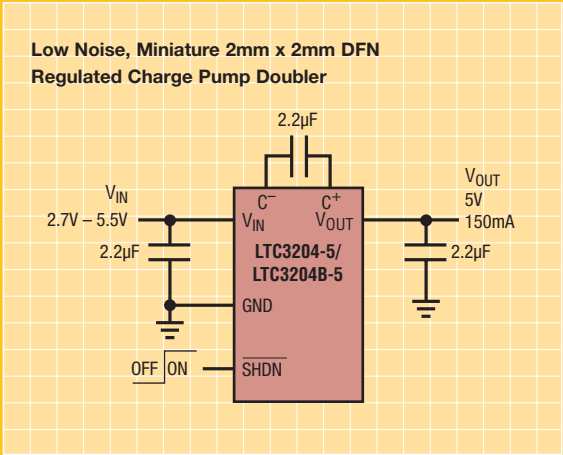 Low Noise, Miniature 2mm x 2mm DFN
Regulated Charge Pump Doubler
2.2µF
VIN
2.7V – 5.5V
2.2µF
C–
C+
VIN
VOUT
LTC3204-5/
LTC3204B-5
GND
SHDN
OFF ON
VOUT
5V
150mA
2.2µF